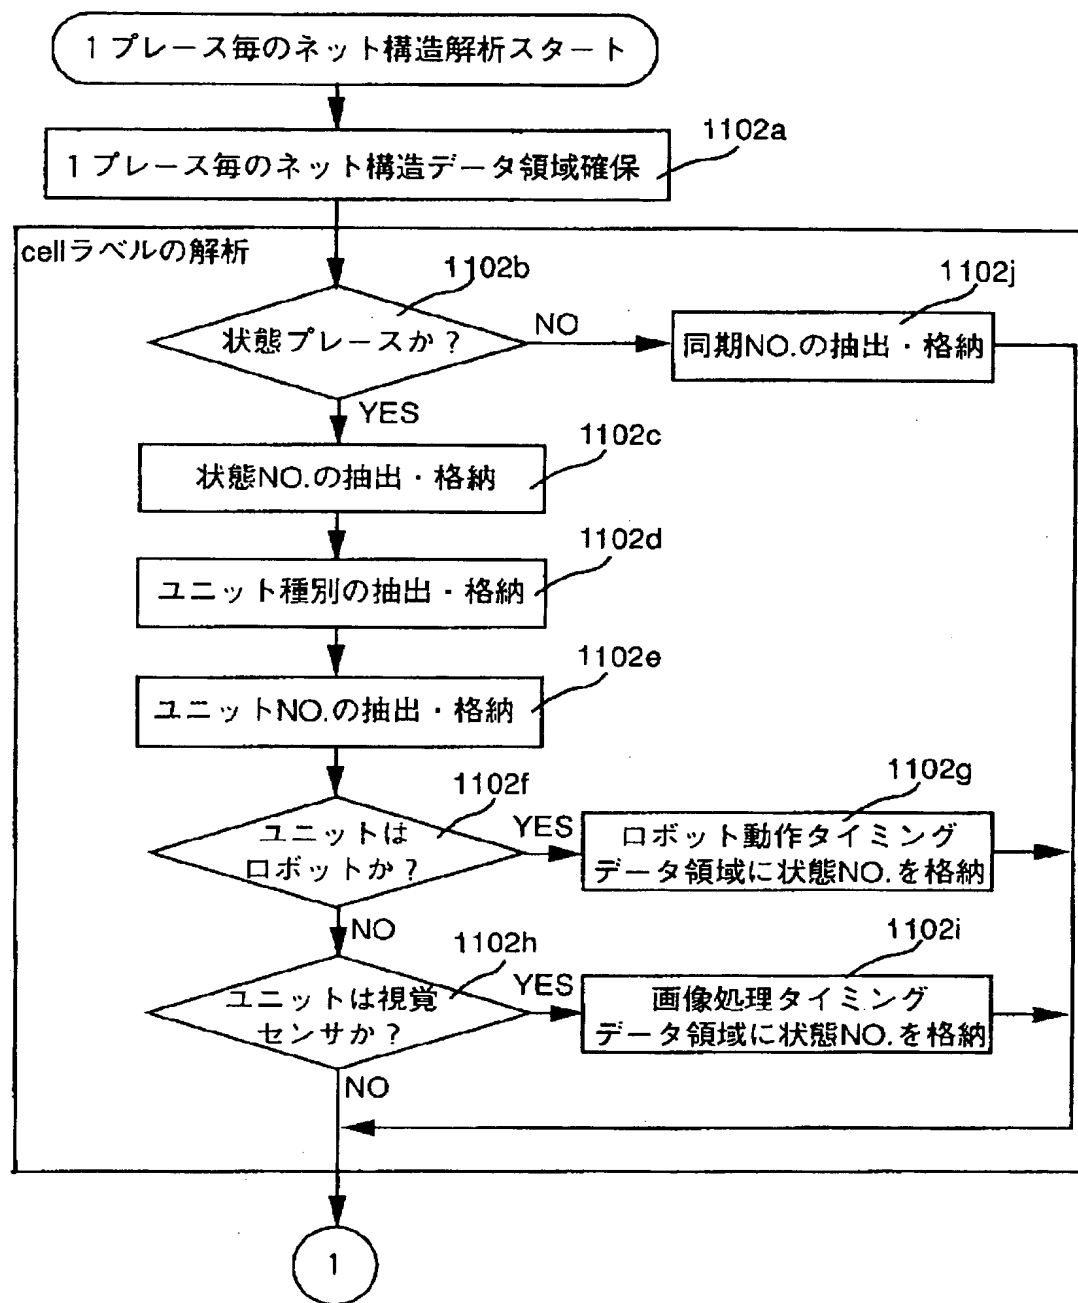 1 プレース毎のネット構造解析スタート
1102a
1 プレース毎のネット構造データ領域確保
cellラベルの解析
1102b
1102j
状態プレースか？
NO
同期NO.の抽出・格納
YES
1102c
状態NO.の抽出・格納
1102d
ユニット種別の抽出・格納
1102e
ユニットNO.の抽出・格納
1102f
1102g
ユニットは
ロボットか？
YES
ロボット動作タイミング
データ領域に状態NO.を格納
NO
1102h
1102i
ユニットは視覚
センサか？
YES
画像処理タイミング
データ領域に状態NO.を格納
NO
1